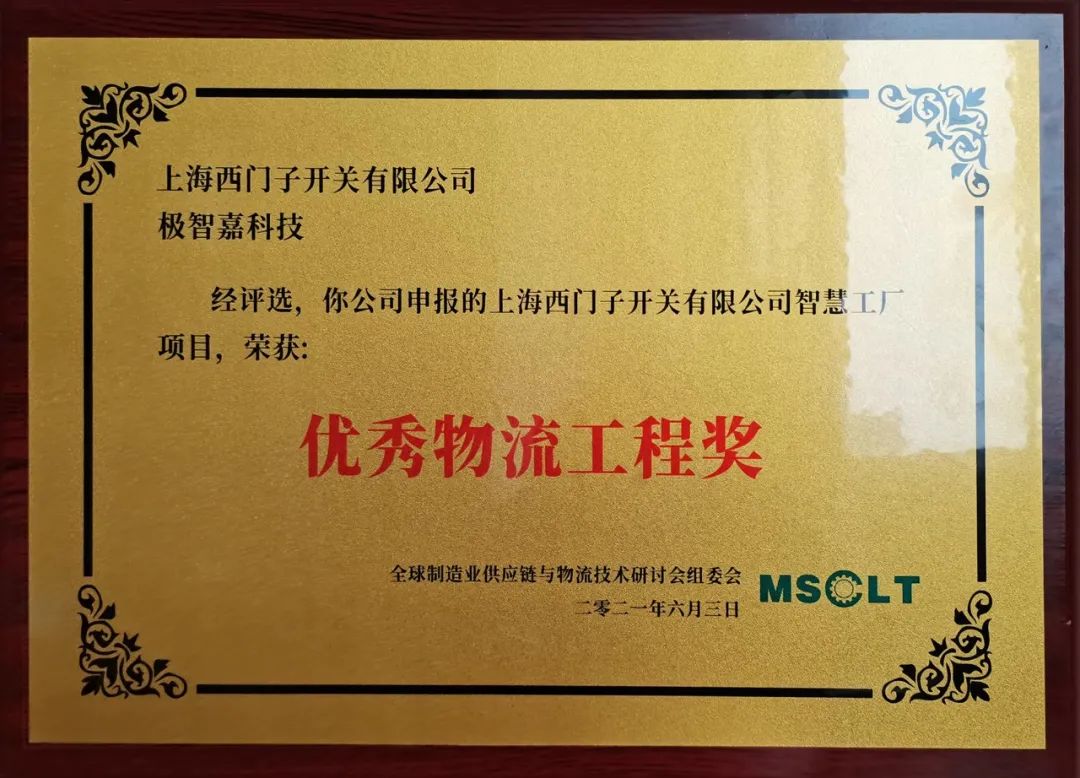 上海西门子开关有限公司
极智嘉科技
经评选，你公司申报的上海西门子开关有限公司智慧工厂
项目，荣获：
优秀物流工程奖
全球制造业供应链与物流技术研讨会组委会
二零二一年六月三日
MSCLT